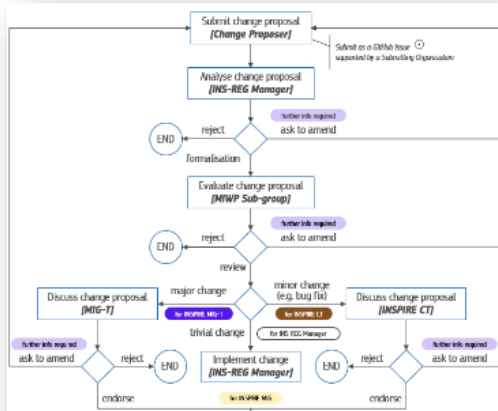 Submit change proposal
[Change Proposer]
Submit as a GitHub Issue
supported by a Submitting Organisation
Analyse change proposal
[INS-REG Manager]
further info required
END
reject
ask to amend
formalisation
Evaluate change proposal
[MIWP Sub-group]
further info required
END
reject
ask to amend
review
Discuss change proposal
[MIG-T]
major change
for INSPIRE MIG-T
minor change
(e.g. bug fix)
for INSPIRE CT
Discuss change proposal
[INSPIRE CT]
trivial change
for INS REG Manager
further info required
ask to amend
reject
END
Implement change
[INS-REG Manager]
END
reject
further info required
ask to amend
endorse
for INSPIRE MIG
endorse